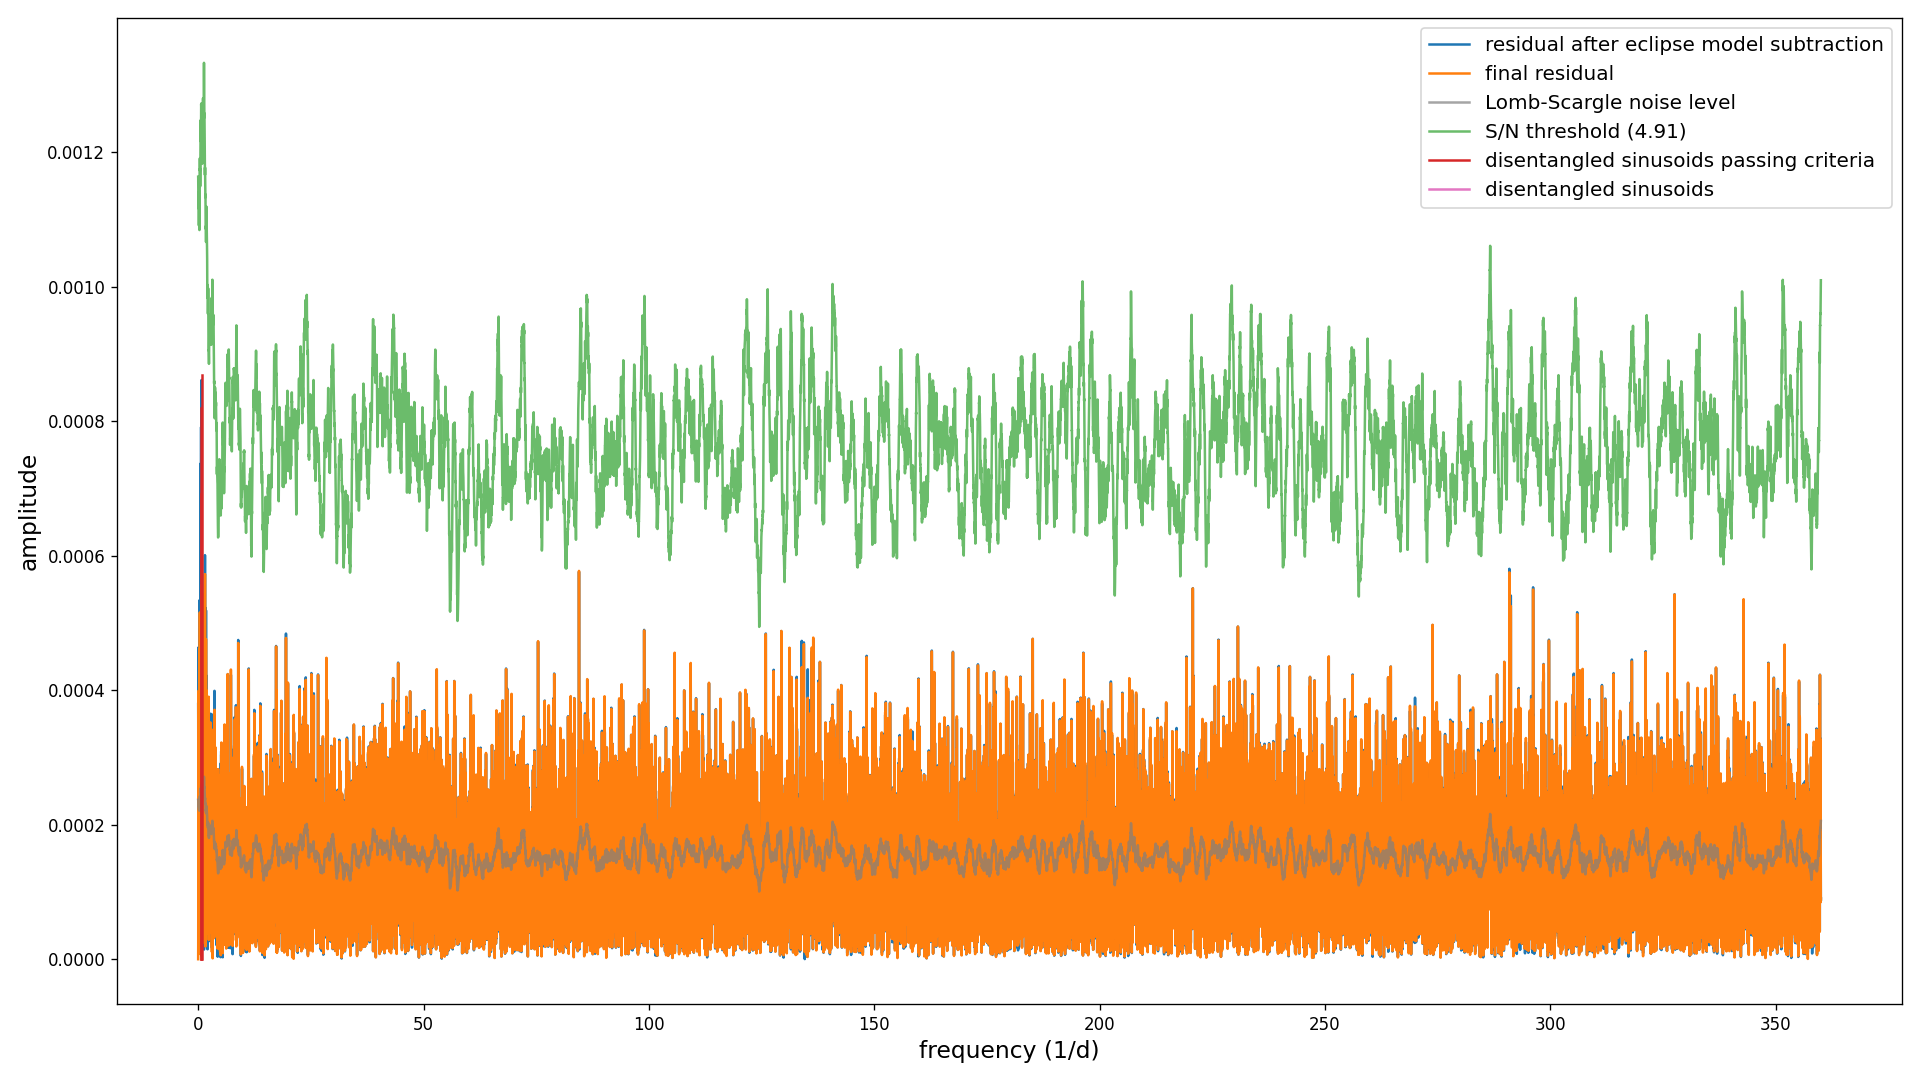 residual after eclipse model subtraction
final residual
Lomb-Scargle noise level
S/N threshold (4.91)
disentangled sinusoids passing criteria
disentangled sinusoids
amplitude
0.0012
0.0010
0.0008
0.0006
0.0004
0.0002
0.0000
0 50 100 150 200 250 300 350
frequency (1/d)